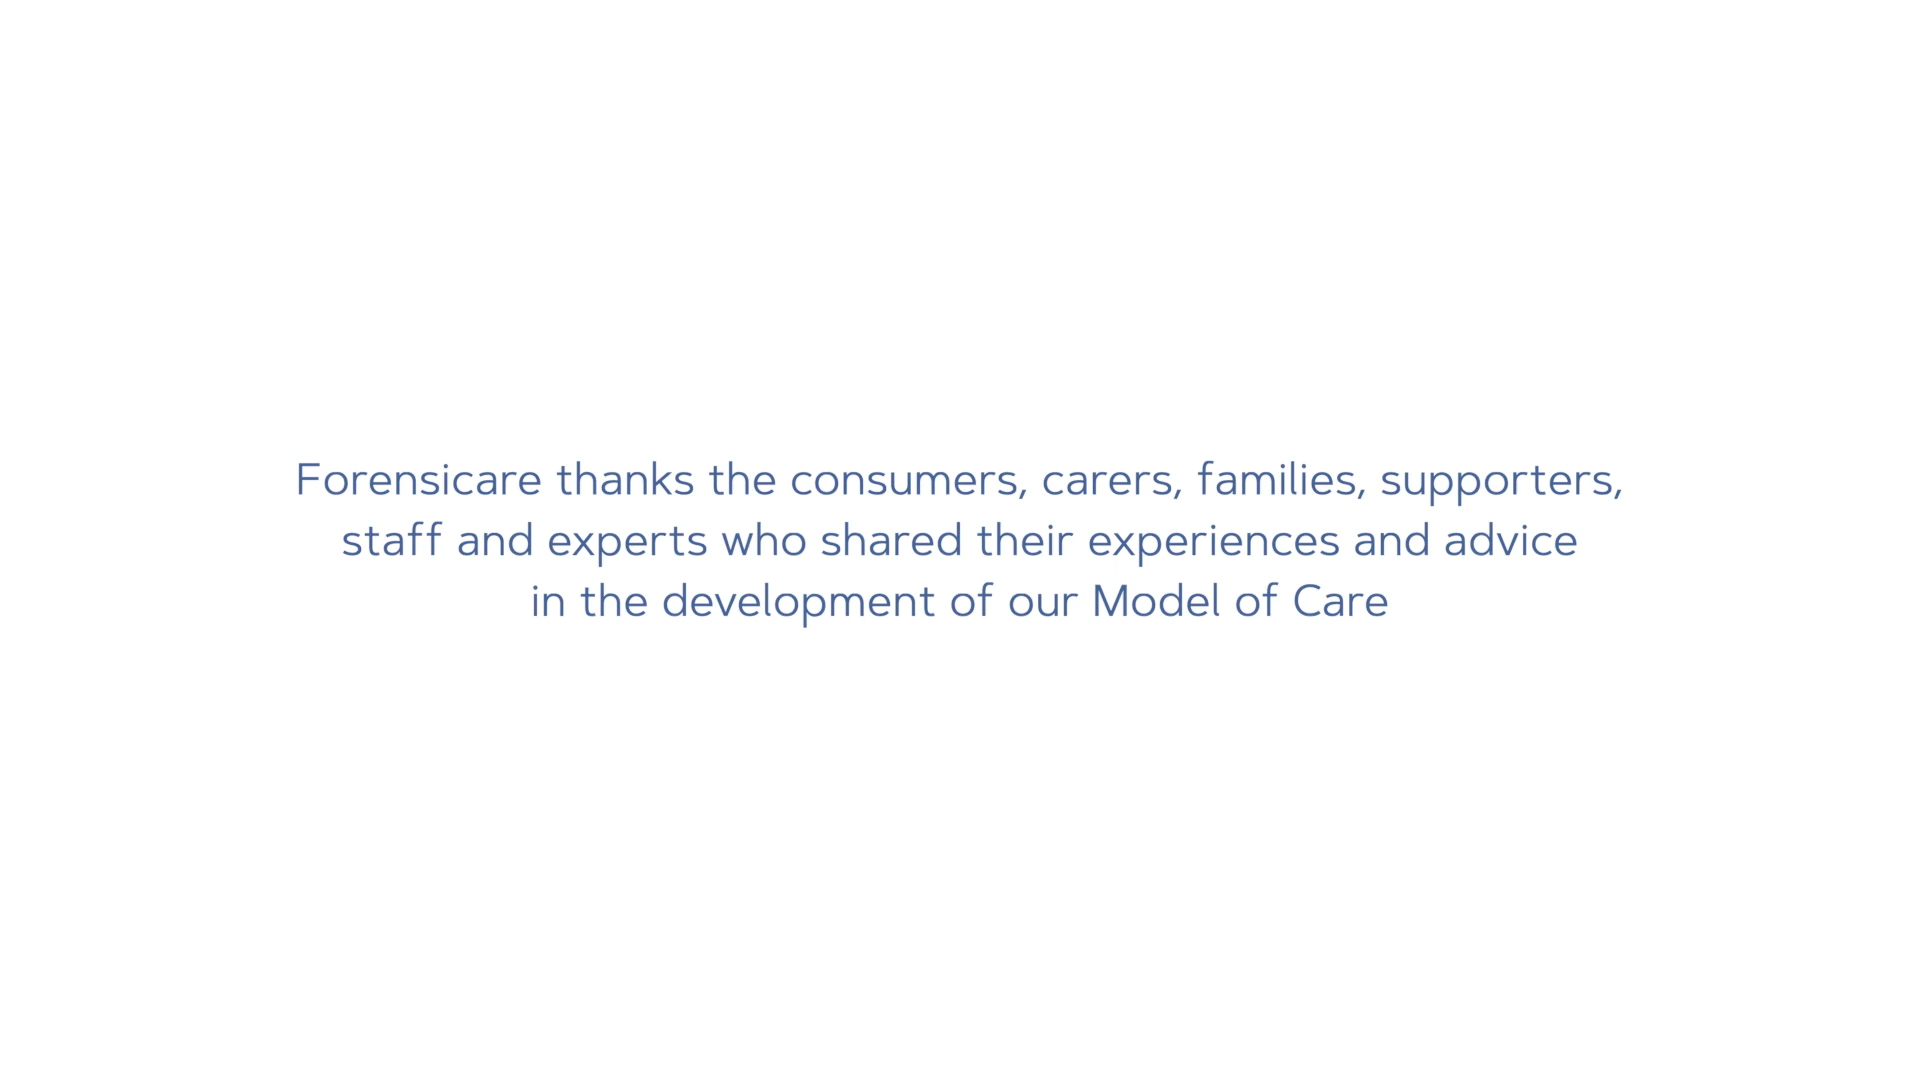 Forensicare thanks the consumers, carers, families, supporters,
staff and experts who shared their experiences and advice
in the development of our Model of Care